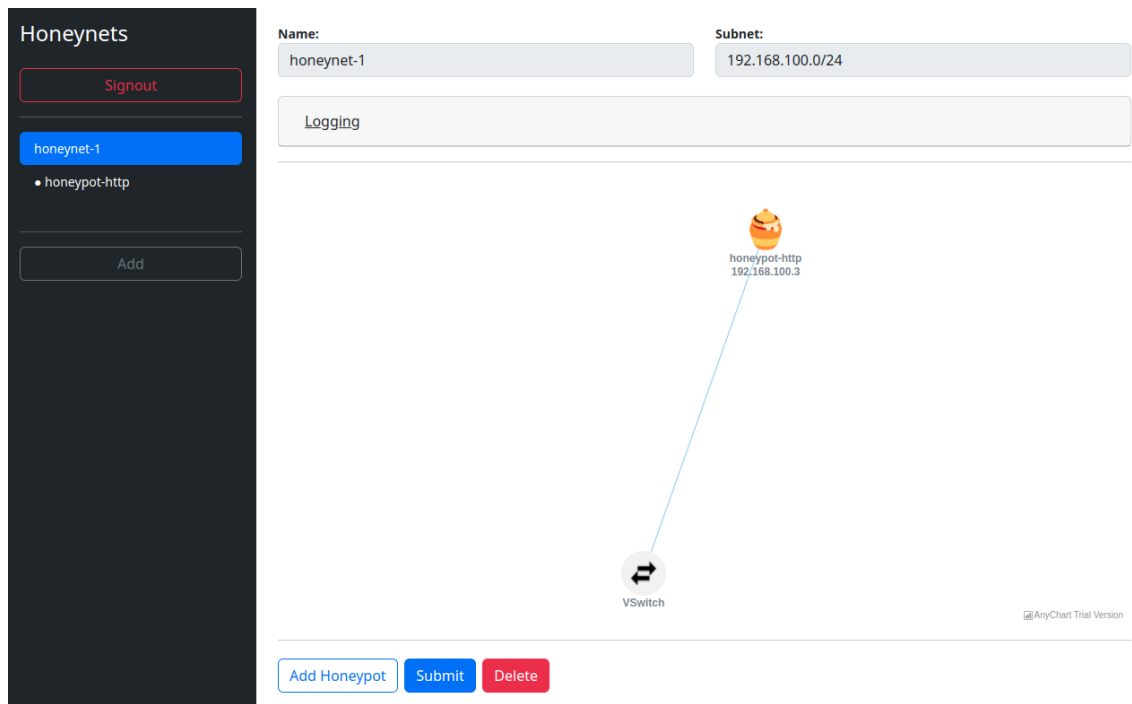 Honeynets
Signout
honeynet-1
● honeypot-http
Add
Name:
honeynet-1
Subnet:
192.168.100.0/24
Logging
honeypot-http
192.168.100.3
VSwitch
AnyChart Trial Version
Add Honeypot
Submit
Delete